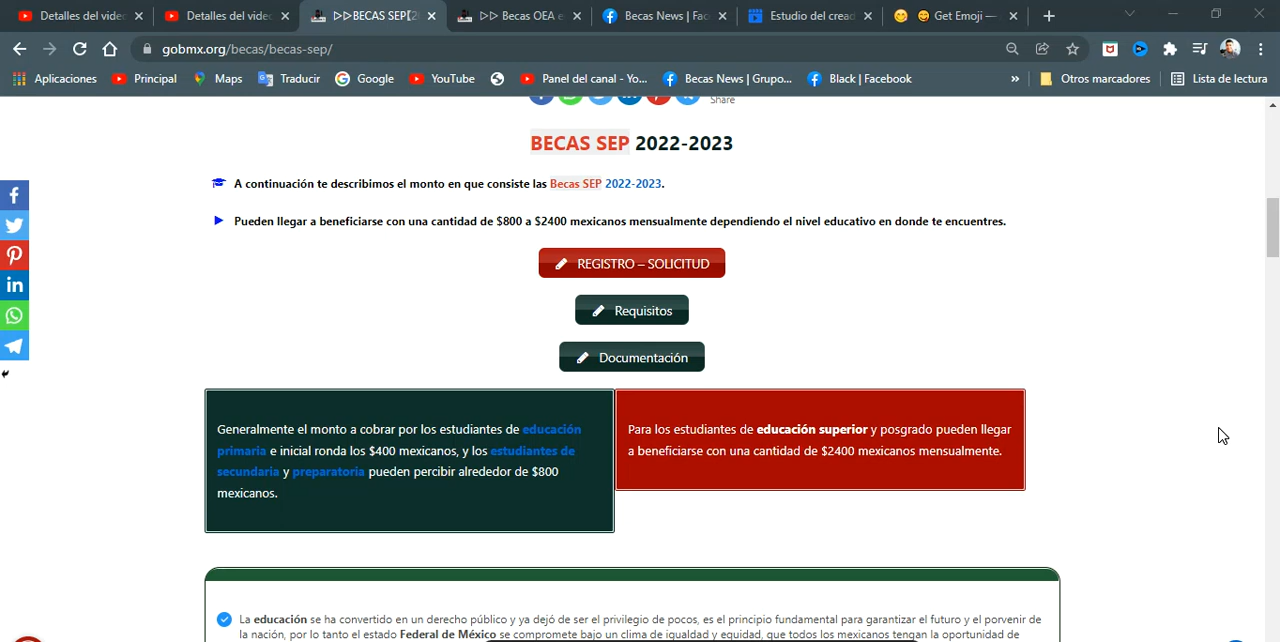 Detalles del vide
Detalles del vide
▷▷BECAS SEP【2
▷▷ Becas OEA e
Becas News | Fac
Estudio del cread
😄 Get Emoji —
gobmx.org/becas/becas-sep/
Aplicaciones
Principal
Maps
Traducir
Google
YouTube
Panel del canal - Yo...
Becas News | Grupo...
Black | Facebook
»
Otros marcadores
Lista de lectura
Share
BECAS SEP 2022-2023
A continuación te describimos el monto en que consiste las Becas SEP 2022-2023.
Pueden llegar a beneficiarse con una cantidad de $800 a $2400 mexicanos mensualmente dependiendo el nivel educativo en donde te encuentres.
REGISTRO – SOLICITUD
Requisitos
Documentación
Generalmente el monto a cobrar por los estudiantes de educación
primaria e inicial ronda los $400 mexicanos, y los estudiantes de
secundaria y preparatoria pueden percibir alrededor de $800
mexicanos.
Para los estudiantes de educación superior y posgrado pueden llegar
a beneficiarse con una cantidad de $2400 mexicanos mensualmente.
La educación se ha convertido en un derecho público y ya dejó de ser el privilegio de pocos, es el principio fundamental para garantizar el futuro y el porvenir de
la nación, por lo tanto el estado Federal de México se compromete bajo un clima de igualdad y equidad, que todos los mexicanos tengan la oportunidad de